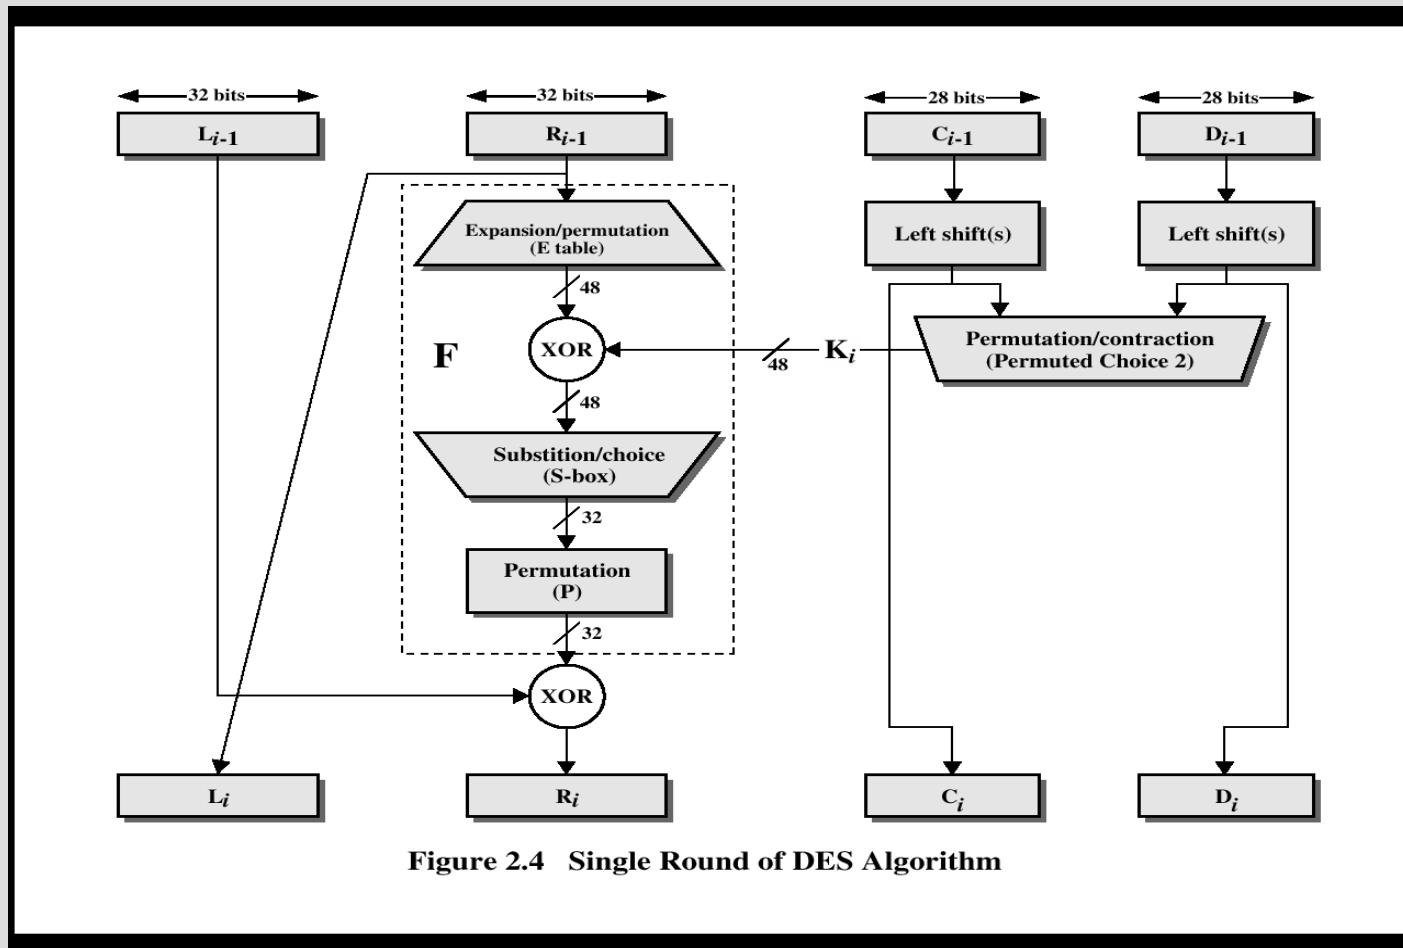 32 bits
32 bits
28 bits
28 bits
Li-1
Ri-1
Ci-1
Di-1
Expansion/permutation
(E table)
Left shift(s)
Left shift(s)
48
F
XOR
48
Ki
Permutation/contraction
(Permuted Choice 2)
48
Substition/choice
(S-box)
32
Permutation
(P)
32
XOR
Li
Ri
Ci
Di
Figure 2.4 Single Round of DES Algorithm